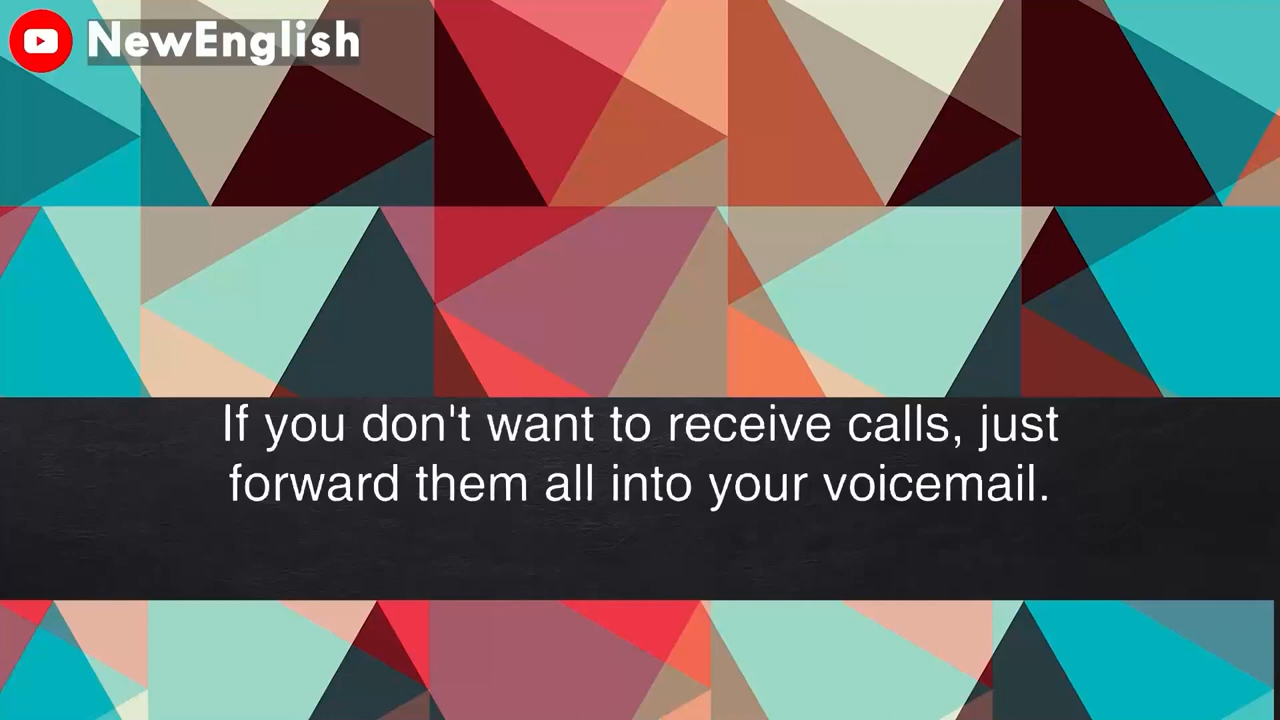 NewEnglish
If you don't want to receive calls, just
forward them all into your voicemail.